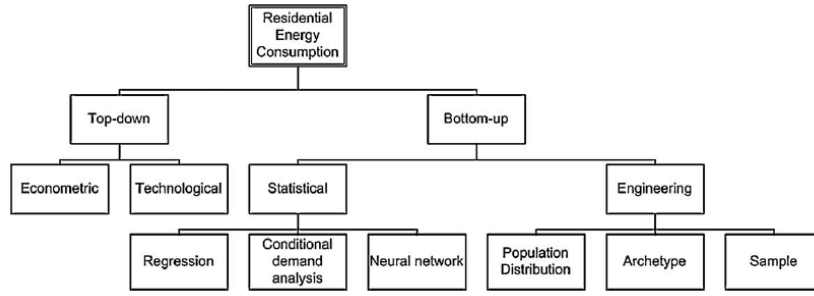 Residential
Energy
Consumption
Top-down
Bottom-up
Econometric
Technological
Statistical
Engineering
Regression
Conditional
demand
analysis
Neural network
Population
Distribution
Archetype
Sample